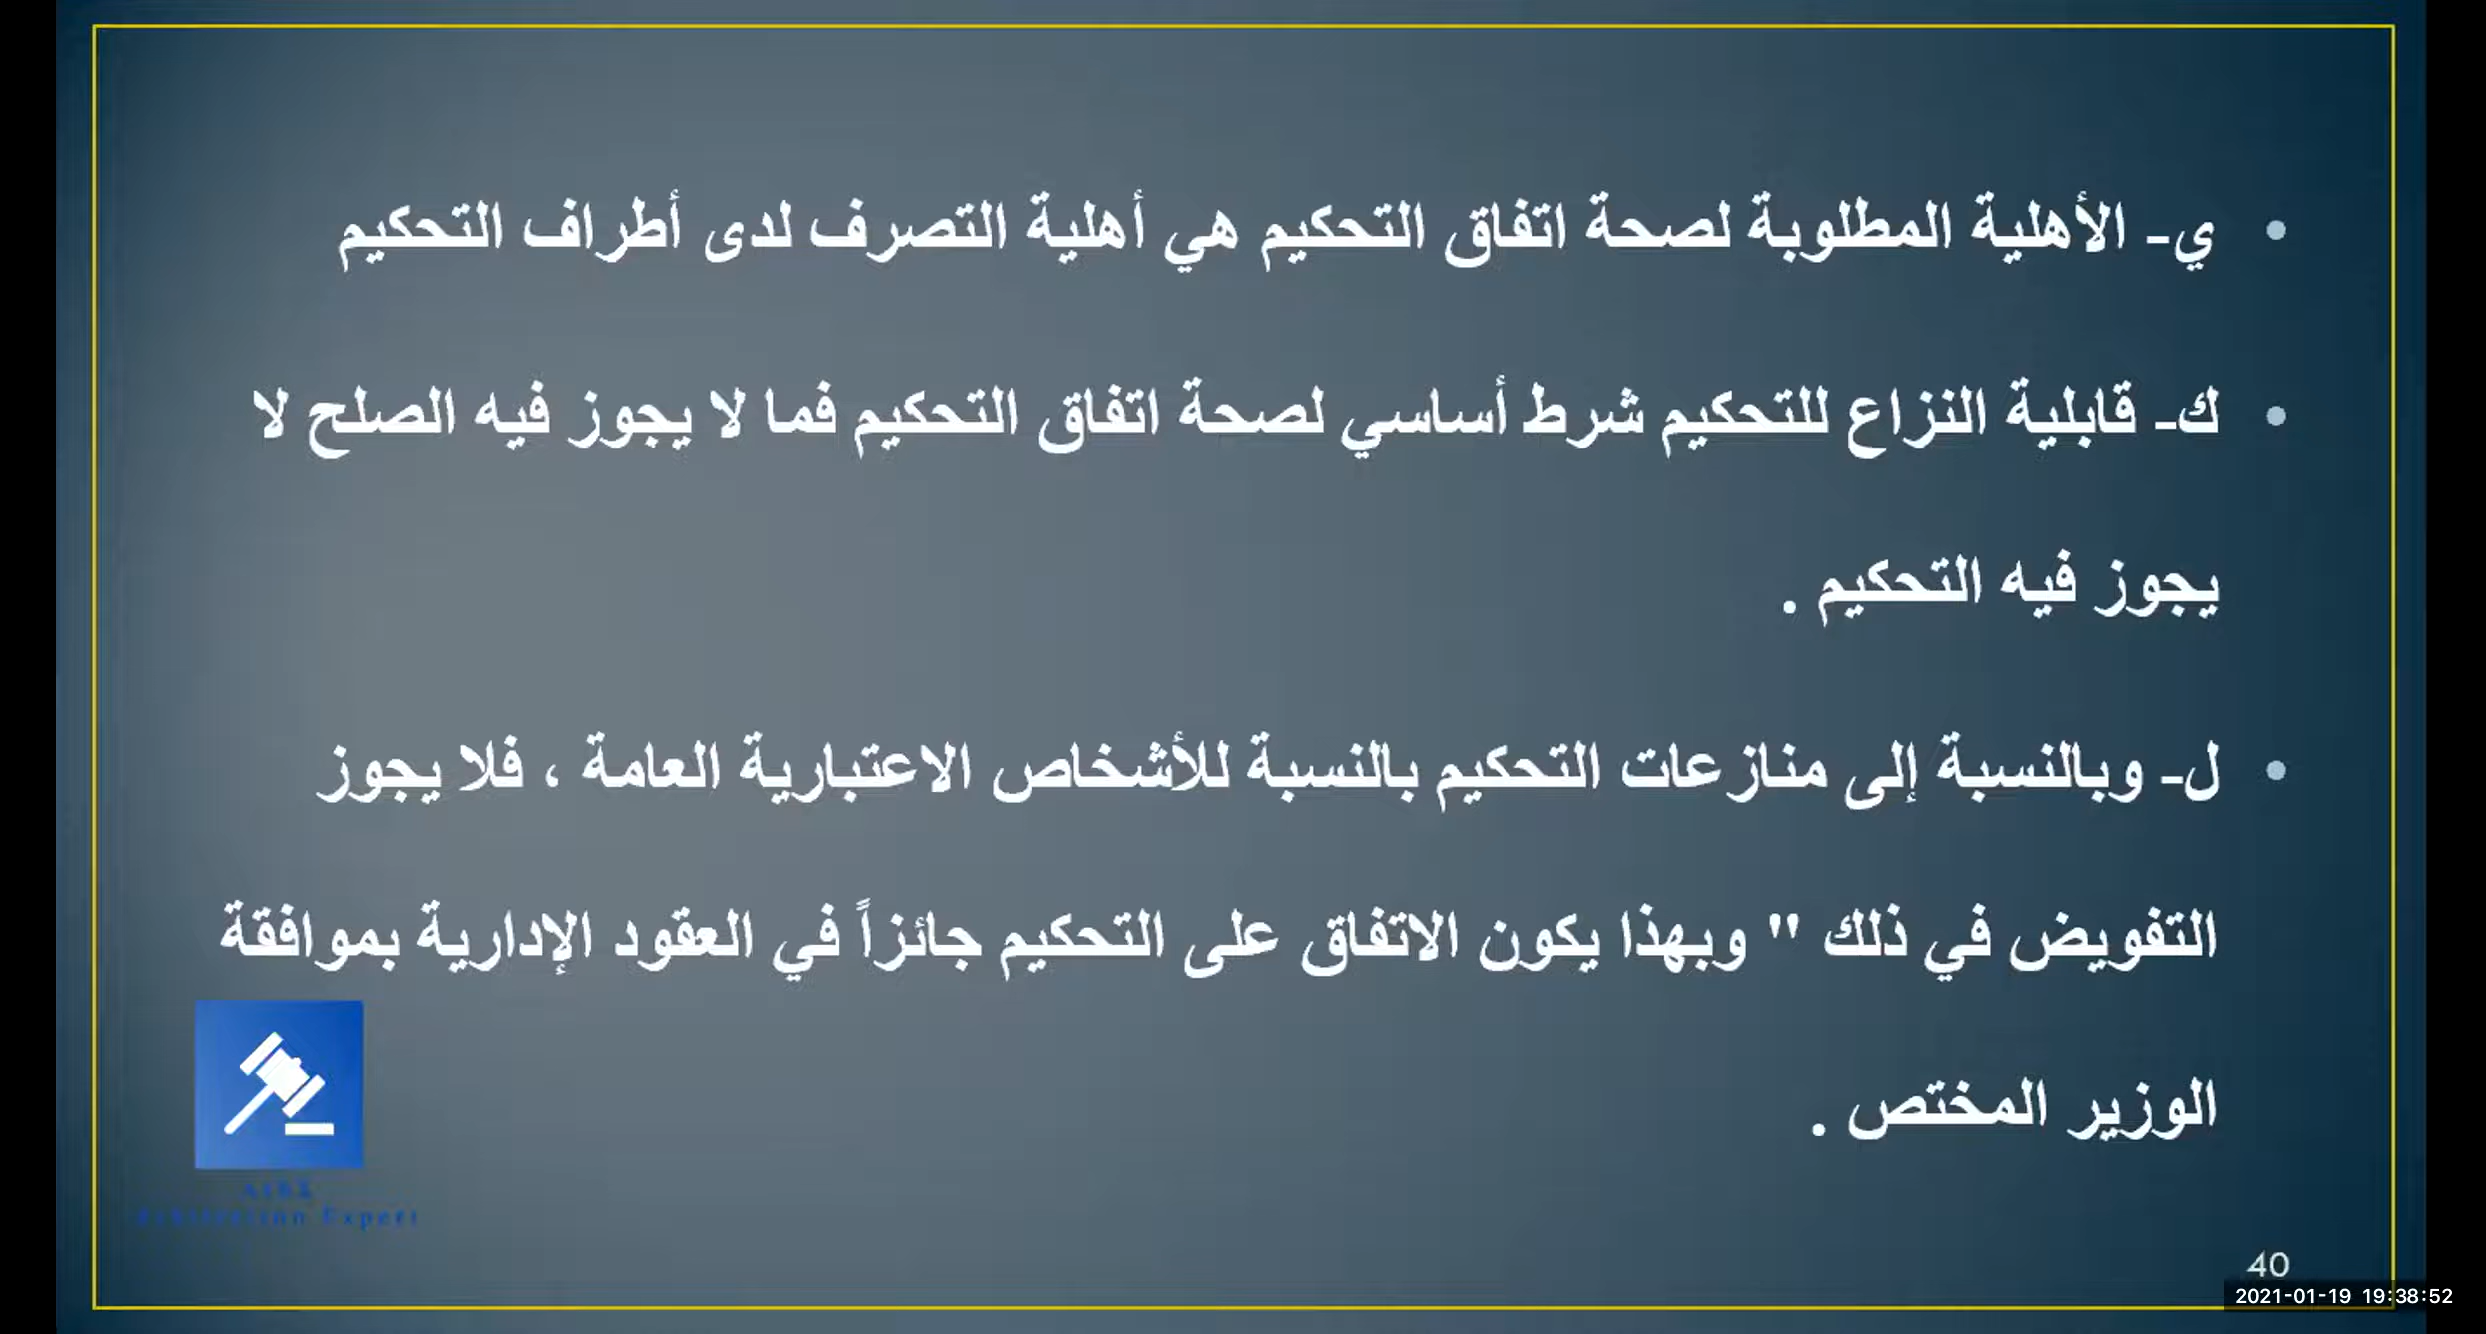 • ي- الأهلية المطلوبة لصحة اتفاق التحكيم هي أهلية التصرف لدى أطراف التحكيم
• ك- قابلية النزاع للتحكيم شرط أساسي لصحة اتفاق التحكيم فما لا يجوز فيه الصلح لا
يجوز فيه التحكيم .
• ل- وبالنسبة إلى منازعات التحكيم بالنسبة للأشخاص الاعتبارية العامة ، فلا يجوز
التفويض في ذلك " وبهذا يكون الاتفاق على التحكيم جائزاً في العقود الإدارية بموافقة
الوزير المختص .
Arbitration Expert
40
2021-01-19 19:38:52